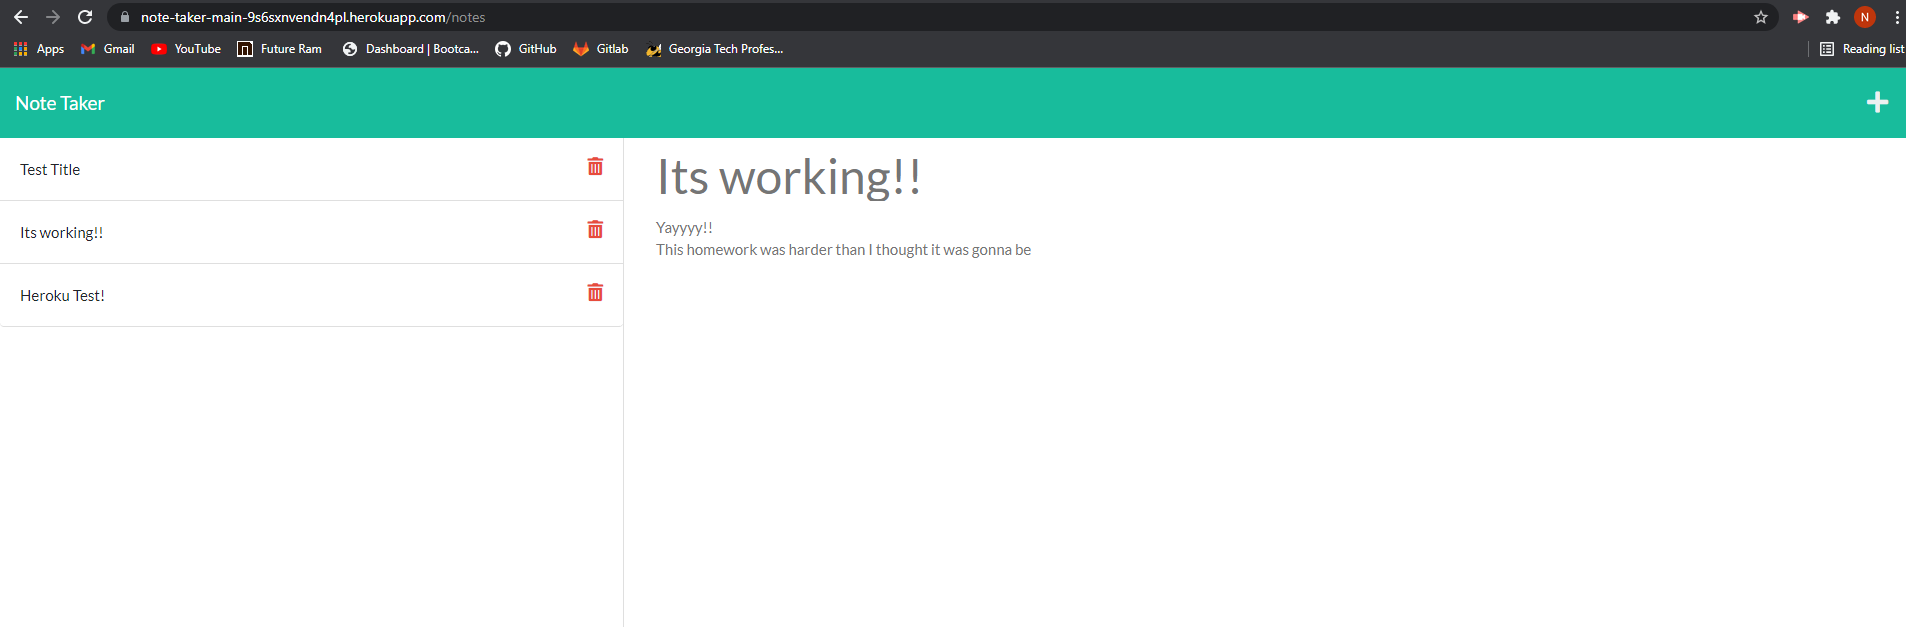 note-taker-main-9s6sxnvendn4pl.herokuapp.com/notes
N
Apps Gmail YouTube Future Ram Dashboard | Bootca... GitHub Gitlab Georgia Tech Profes... Reading list
Note Taker
Test Title
Its working!!
Heroku Test!
Its working!!
Yayyyy!!
This homework was harder than I thought it was gonna be